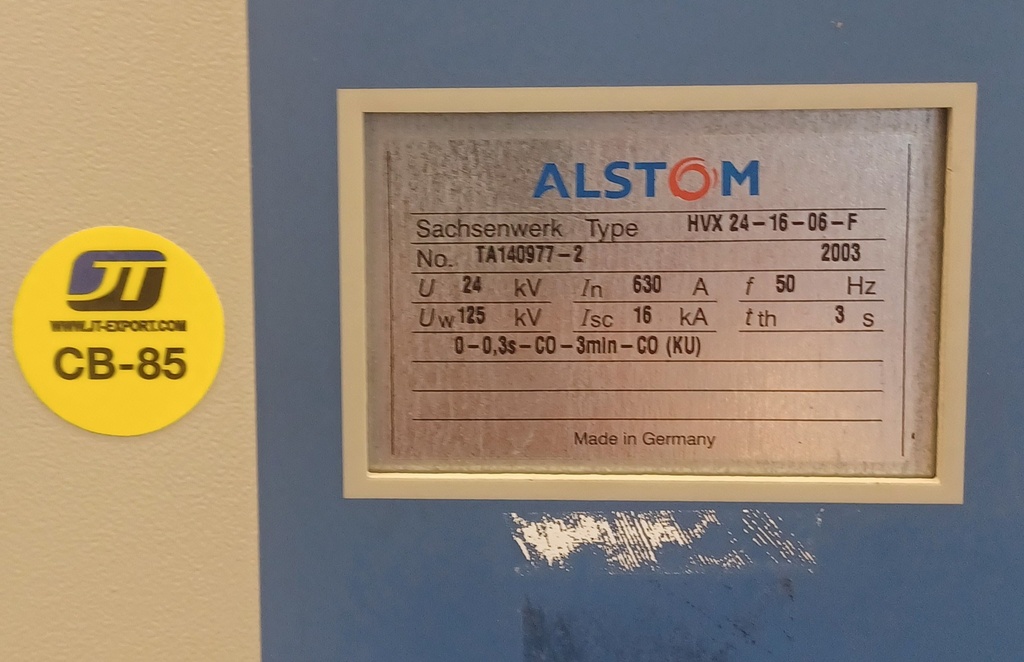 JT
WWW.JT-EXPORT.COM
CB-85
ALSTOM
Sachsenwerk Type HVX 24-16-06-F
No. TA140977-2 2003
U 24 kV In 630 A f 50 Hz
Uw 125 kV Isc 16 kA tth 3 s
0-0,3s-CO-3min-CO (KU)
Made in Germany